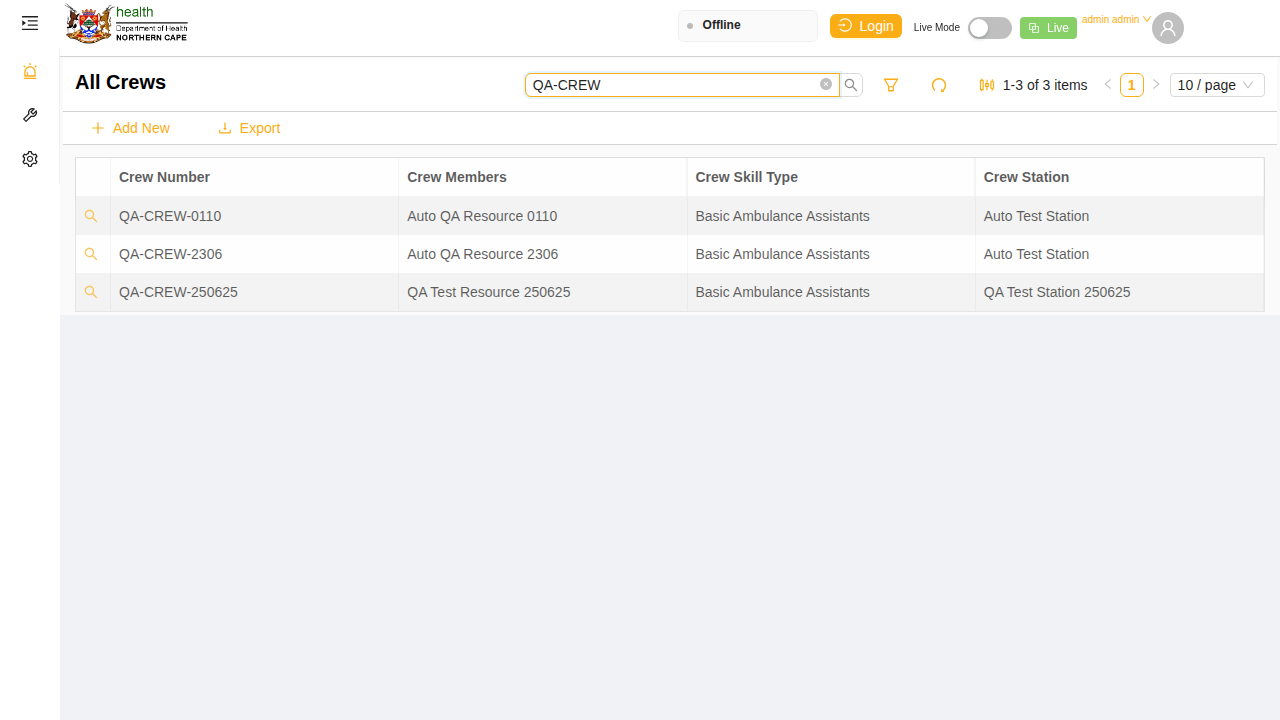 health
Department of Health
NORTHERN CAPE
Offline
Login
Live Mode
Live
admin admin
All Crews
QA-CREW
1-3 of 3 items
1
10 / page
Add New
Export
Crew Number Crew Members Crew Skill Type Crew Station
QA-CREW-0110 Auto QA Resource 0110 Basic Ambulance Assistants Auto Test Station
QA-CREW-2306 Auto QA Resource 2306 Basic Ambulance Assistants Auto Test Station
QA-CREW-250625 QA Test Resource 250625 Basic Ambulance Assistants QA Test Station 250625